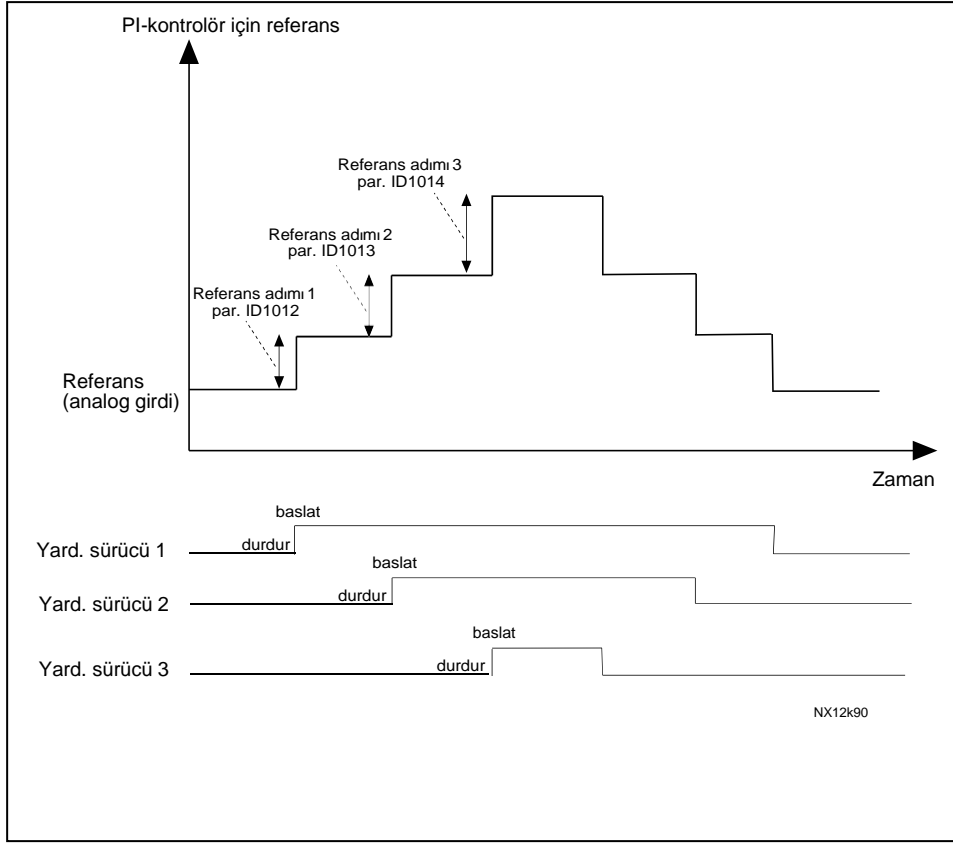 PI-kontrolör için referans
Referans adımı 3
par. ID1014
Referans adımı 2
par. ID1013
Referans adımı 1
par. ID1012
Referans
(analog girdi)
Zaman
baslat
durdur
Yard. sürücü 1
baslat
durdur
Yard. sürücü 2
baslat
durdur
Yard. sürücü 3
NX12k90